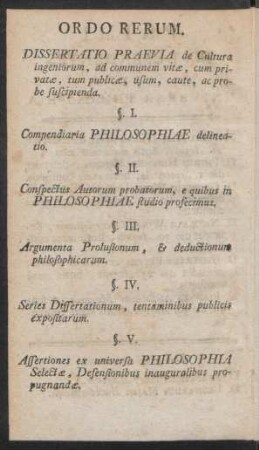 ORDO RERUM.
DISSERTATIO PRAEVIA de Cultura
ingeniorum, ad communem vitæ, cum pri-
vatæ, tum publicæ, usum, caute, ac pro-
be suscipienda.
§. I.
Compendiaria PHILOSOPHIAE delinea-
tio.
§. II.
Conspectus Autorum probatorum, e quibus in
PHILOSOPHIAE studio profecimus.
§. III.
Argumenta Prolusionum, & deductionum
philosophicarum.
§. IV.
Series Dissertationum, tentaminibus publicis
expositarum.
§. V.
Assertiones ex universa PHILOSOPHIA
Selectæ, Defensionibus inauguralibus pro-
pugnandæ.